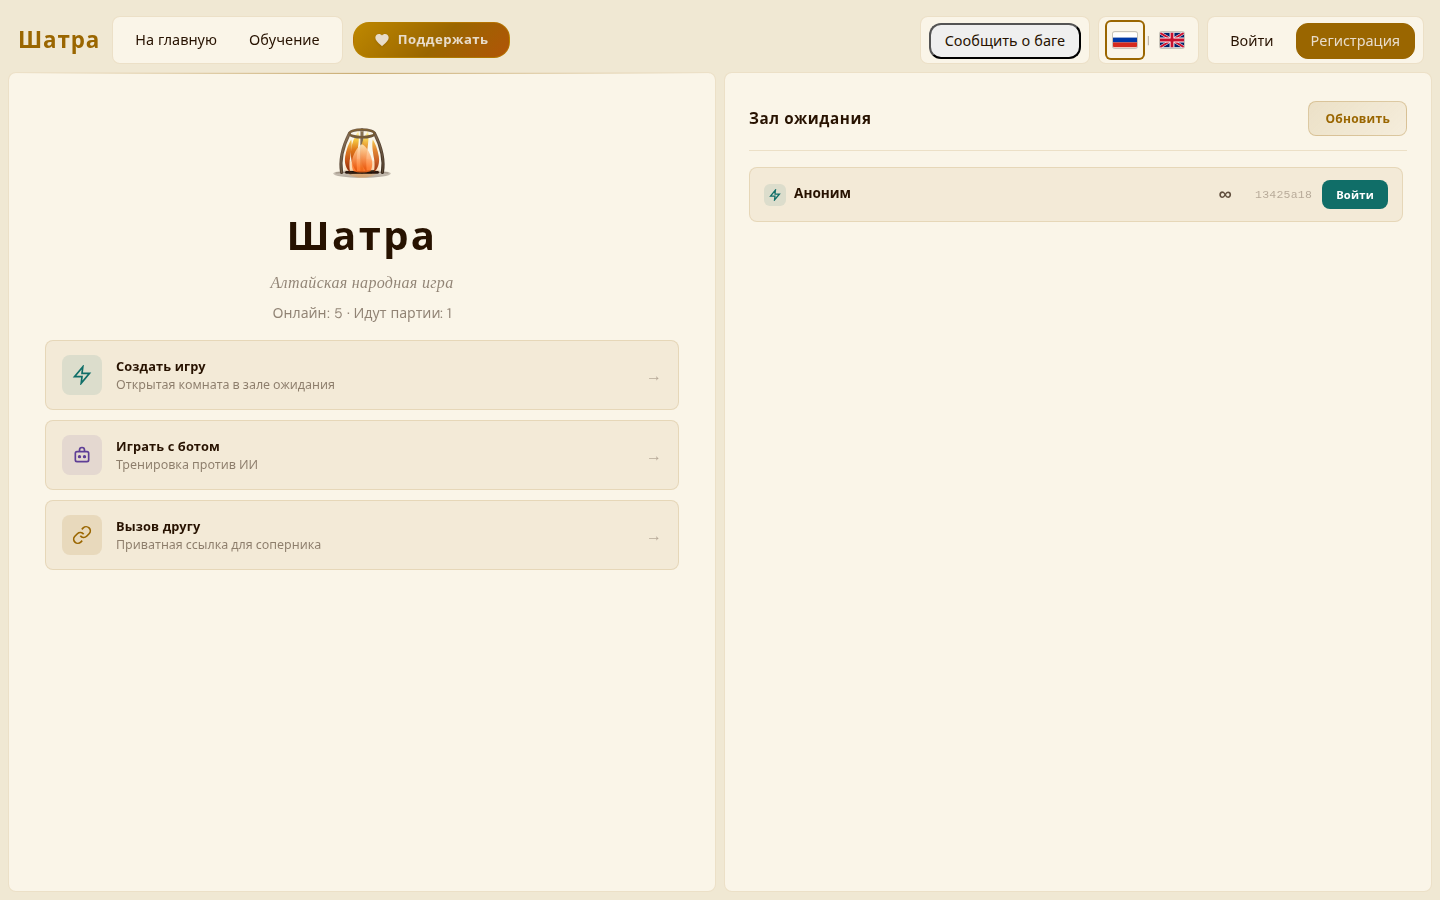 Шатра
На главную
Обучение
Поддержать
Сообщить о баге
Войти
Регистрация
Шатра
Алтайская народная игра
Онлайн: 5 · Идут партии: 1
Создать игру
Открытая комната в зале ожидания
→
Играть с ботом
Тренировка против ИИ
→
Вызов другу
Приватная ссылка для соперника
→
Зал ожидания
Обновить
Аноним
∞
13425a18
Войти